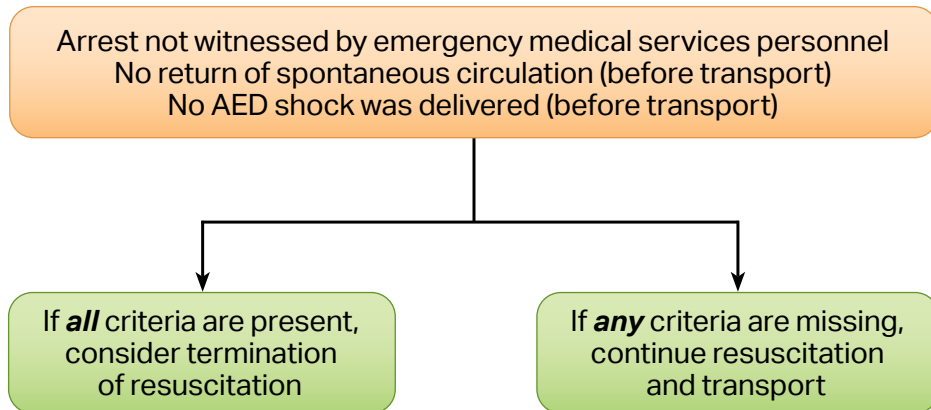 Arrest not witnessed by emergency medical services personnel
No return of spontaneous circulation (before transport)
No AED shock was delivered (before transport)
If all criteria are present,
consider termination
of resuscitation
If any criteria are missing,
continue resuscitation
and transport